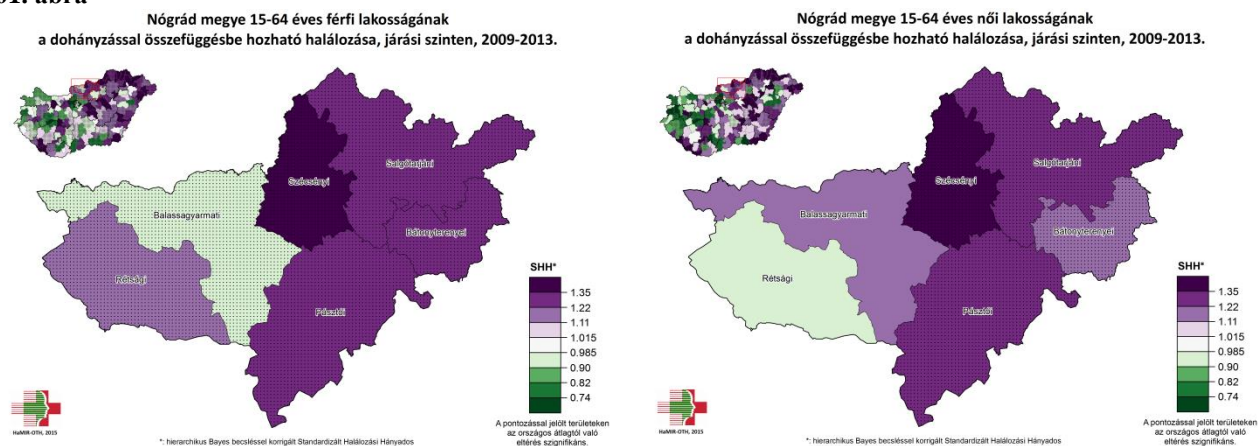 01. ábra
Nógrád megye 15-64 éves férfi lakosságának
a dohányzással összefüggésbe hozható halálozása, járási szinten, 2009-2013.
Salgótarjáni
Szécsényi
Balassagyarmati
Bátonyterenyei
Rétsági
Pásztói
SHH*
1.35
1.22
1.11
1.015
0.985
0.90
0.82
0.74
HaMIR-OTH, 2015
*: hierarchikus Bayes becsléssel korrigált Standardizált Halálozási Hányados
A pontozással jelölt területeken
az országos átlagtól való
eltérés szignifikáns.
Nógrád megye 15-64 éves női lakosságának
a dohányzással összefüggésbe hozható halálozása, járási szinten, 2009-2013.
Salgótarjáni
Szécsényi
Balassagyarmati
Bátonyterenyei
Rétsági
Pásztói
SHH*
1.35
1.22
1.11
1.015
0.985
0.90
0.82
0.74
HaMIR-OTH, 2015
*: hierarchikus Bayes becsléssel korrigált Standardizált Halálozási Hányados
A pontozással jelölt területeken
az országos átlagtól való
eltérés szignifikáns.